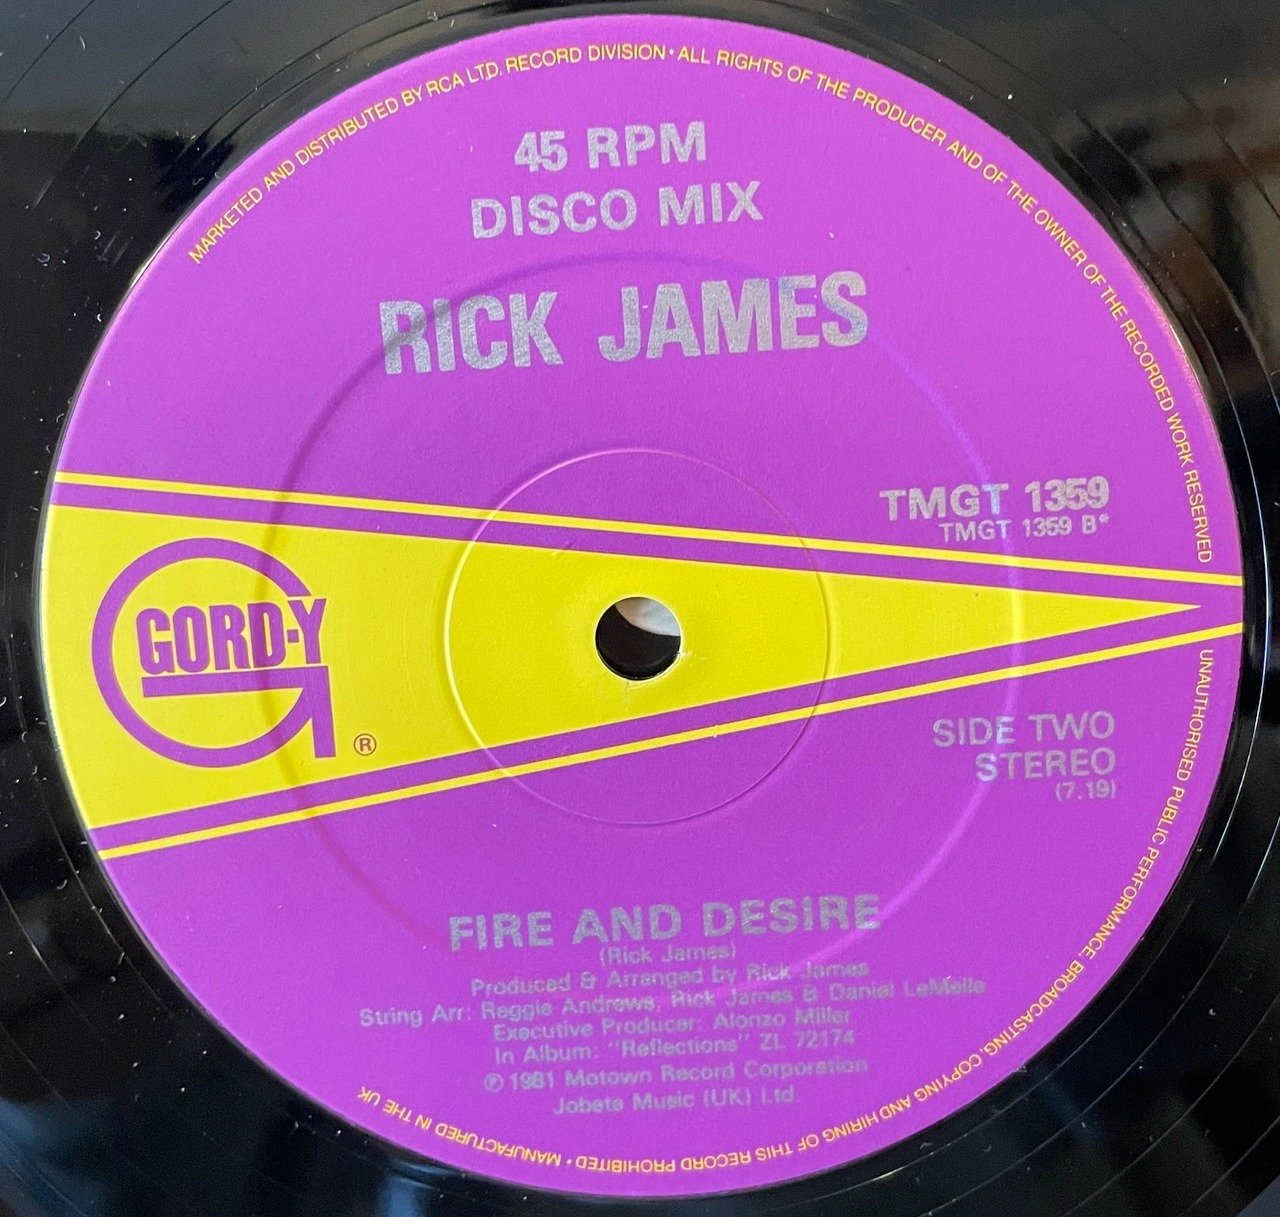 MARKETED AND DISTRIBUTED BY RCA LTD. RECORD DIVISION • ALL RIGHTS OF THE PRODUCER AND OF THE OWNER OF THE RECORDED WORK RESERVED
45 RPM
DISCO MIX
RICK JAMES
TMGT 1359
TMGT 1359 B*
GORD-Y
®
SIDE TWO
STEREO
(7.19)
FIRE AND DESIRE
(Rick James)
Produced & Arranged by Rick James
String Arr: Reggie Andrews, Rick James & Daniel LeMelle
Executive Producer: Alonzo Miller
In Album: "Reflections" ZL 72174
℗ 1981 Motown Record Corporation
Jobete Music (UK) Ltd.
UNAUTHORISED PUBLIC PERFORMANCE, BROADCASTING, COPYING AND HIRING OF THIS RECORD PROHIBITED • MANUFACTURED IN THE UK